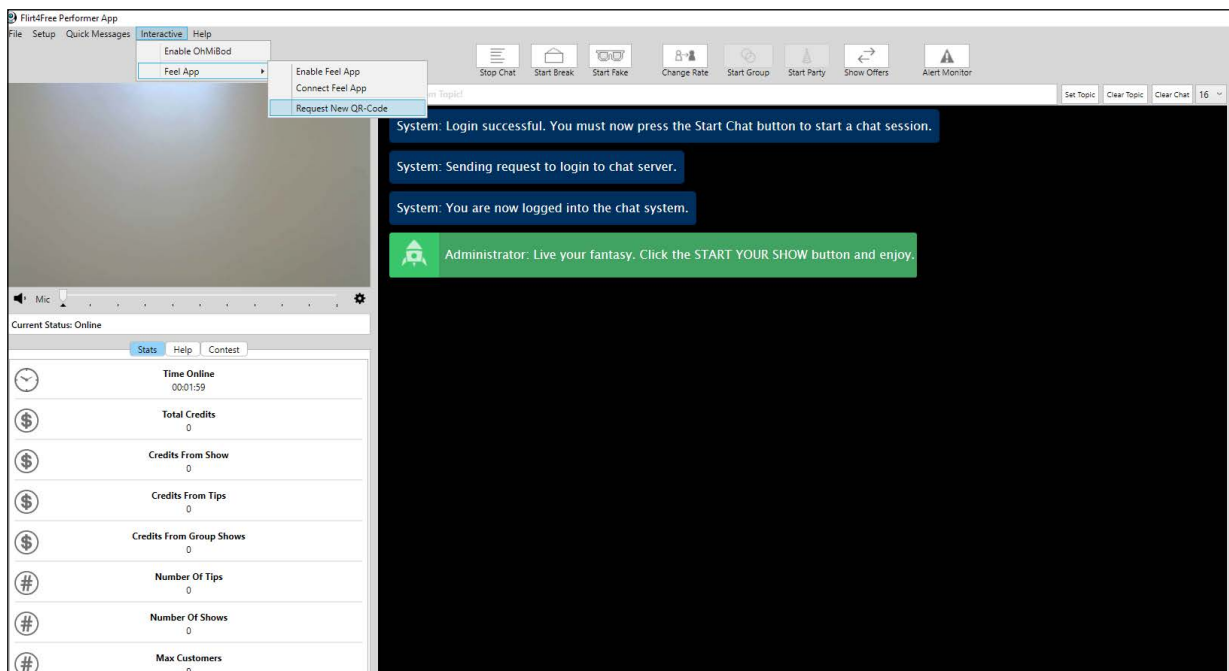 Flirt4Free Performer App
File Setup Quick Messages Interactive Help
Enable OhMiBod
Feel App
Enable Feel App
Connect Feel App
Request New QR-Code
Stop Chat Start Break Start Fake Change Rate Start Group Start Party Show Offers Alert Monitor
Topic!
Set Topic Clear Topic Clear Chat 16
System: Login successful. You must now press the Start Chat button to start a chat session.
System: Sending request to login to chat server.
System: You are now logged into the chat system.
Administrator: Live your fantasy. Click the START YOUR SHOW button and enjoy.
Mic
Current Status: Online
Stats Help Contest
Time Online
00:01:59
Total Credits
0
Credits From Show
0
Credits From Tips
0
Credits From Group Shows
0
Number Of Tips
0
Number Of Shows
0
Max Customers